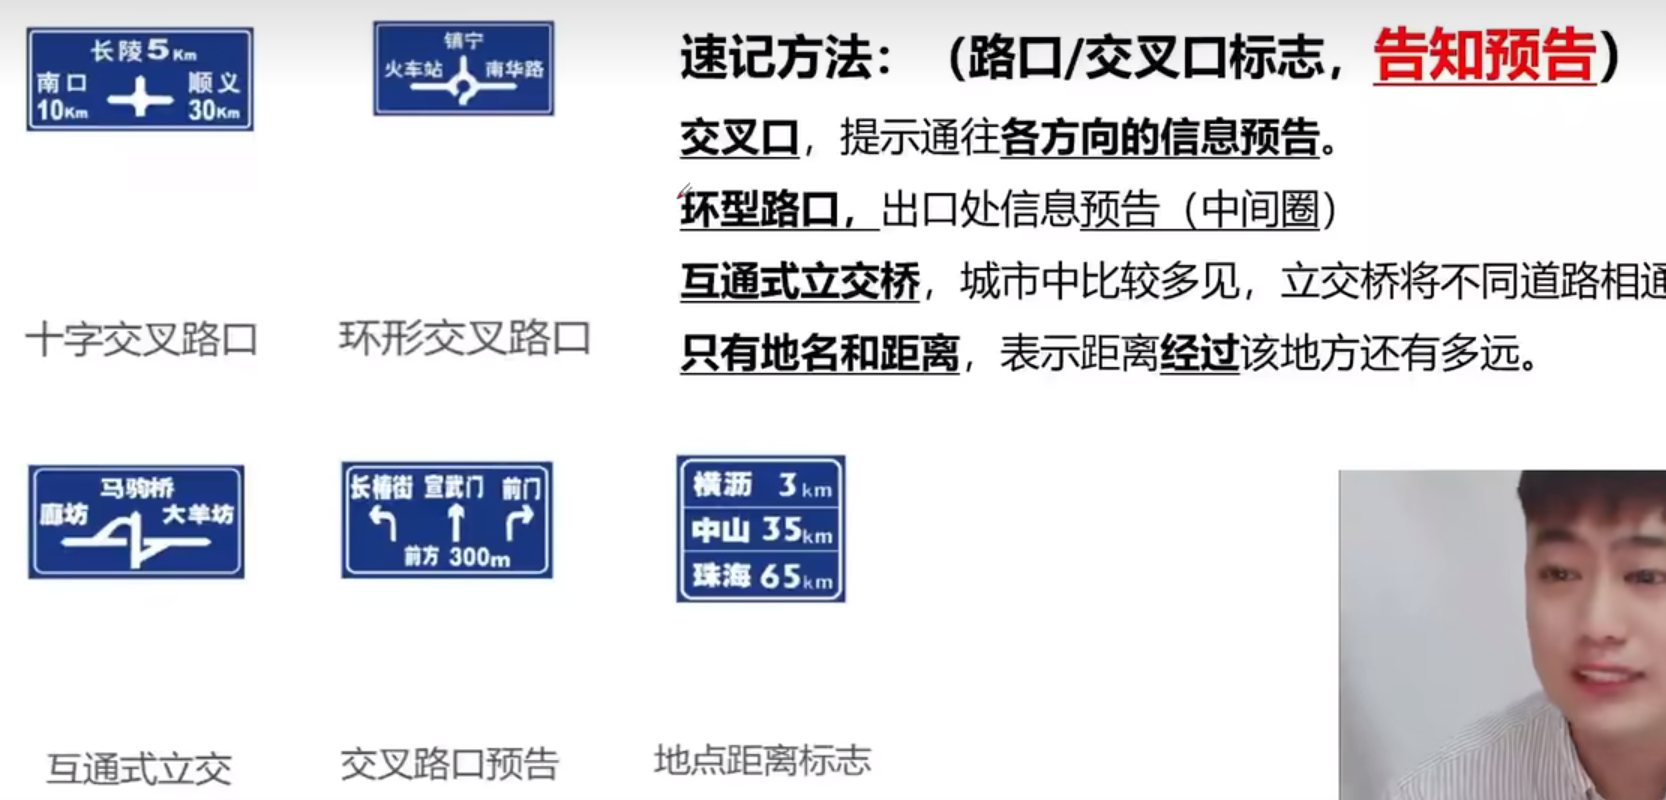 长陵5Km
南口 顺义
10Km 30Km
镇宁
火车站 南华路
速记方法：（路口/交叉口标志，告知预告）
交叉口，提示通往各方向的信息预告。
环型路口，出口处信息预告（中间圈）
互通式立交桥，城市中比较多见，立交桥将不同道路相通
只有地名和距离，表示距离经过该地方还有多远。
十字交叉路口
环形交叉路口
马驹桥
廊坊 大羊坊
长椿街 宣武门 前门
前方 300m
横沥 3km
中山 35km
珠海 65km
互通式立交
交叉路口预告
地点距离标志